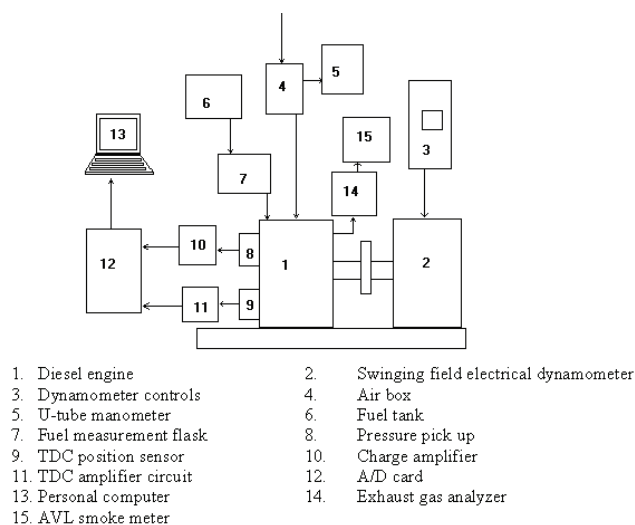 5
4
6
15
13
3
7
14
10
8
1
2
12
11
9
1. Diesel engine 2. Swinging field electrical dynamometer
3. Dynamometer controls 4. Air box
5. U-tube manometer 6. Fuel tank
7. Fuel measurement flask 8. Pressure pick up
9. TDC position sensor 10. Charge amplifier
11. TDC amplifier circuit 12. A/D card
13. Personal computer 14. Exhaust gas analyzer
15. AVL smoke meter